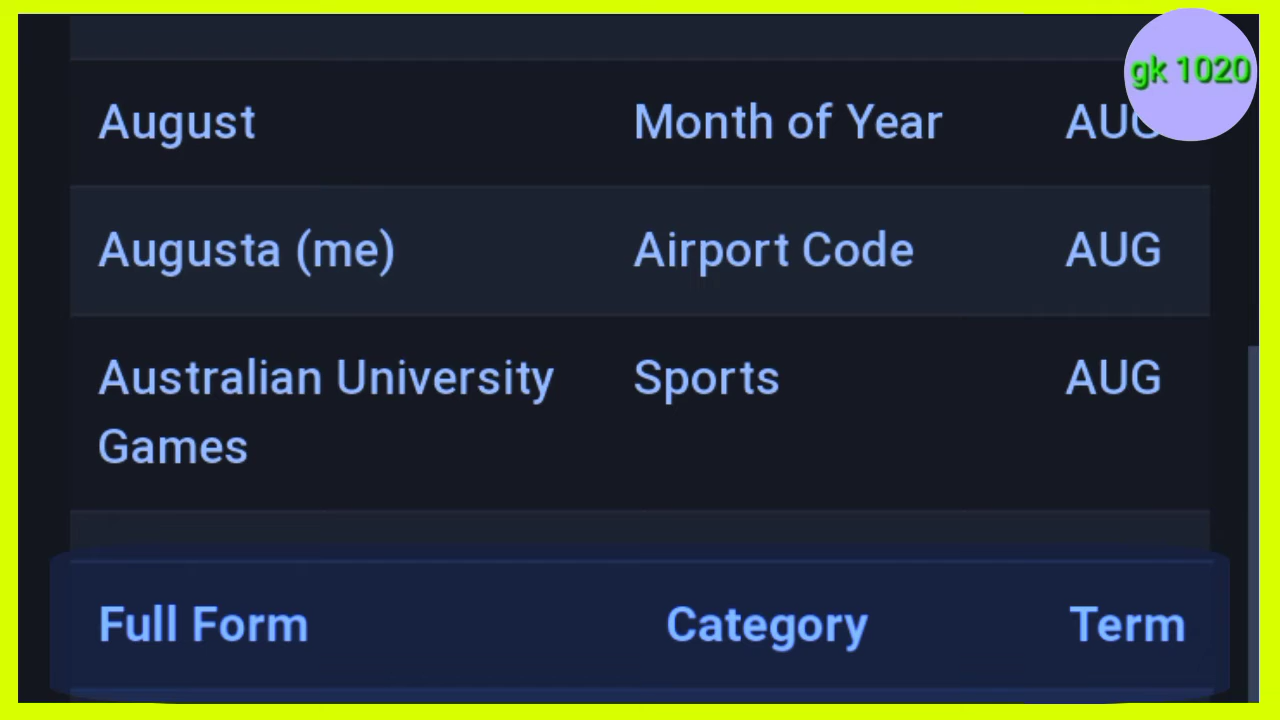 gk 1020
August Month of Year AUG
Augusta (me) Airport Code AUG
Australian University Sports AUG
Games
Full Form Category Term